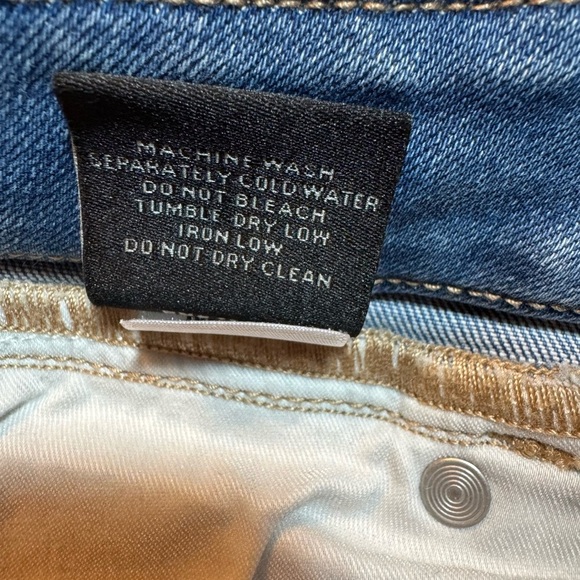 MACHINE WASH
SEPARATELY COLD WATER
DO NOT BLEACH
TUMBLE DRY LOW
IRON LOW
DO NOT DRY CLEAN